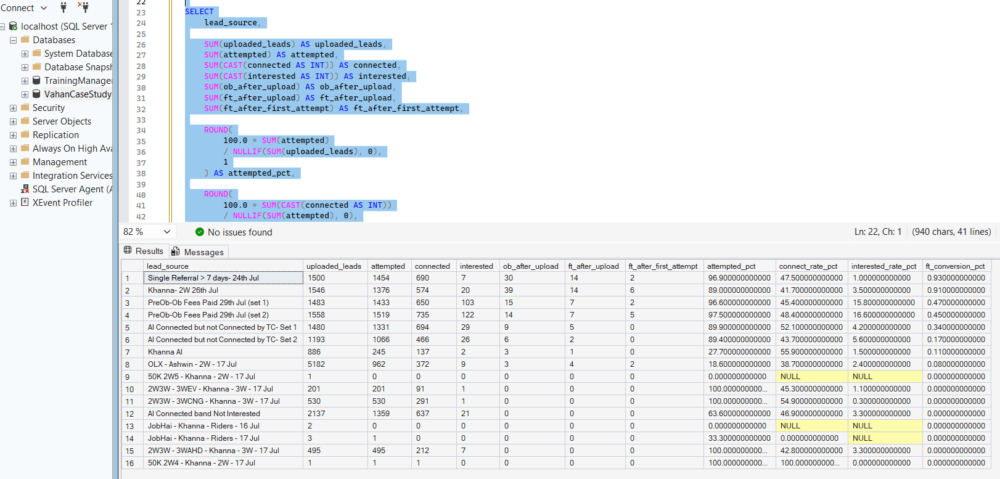 Connect
localhost (SQL Server
Databases
System Database
Database Snaps
TrainingManage
VahanCaseStudy
Security
Server Objects
Replication
Always On High Ava
Management
Integration Services
SQL Server Agent (A
XEvent Profiler
22
23 SELECT
24 lead_source,
25
26 SUM(uploaded_leads) AS uploaded_leads,
27 SUM(attempted) AS attempted,
28 SUM(CAST(connected AS INT)) AS connected,
29 SUM(CAST(interested AS INT)) AS interested,
30 SUM(ob_after_upload) AS ob_after_upload,
31 SUM(ft_after_upload) AS ft_after_upload,
32 SUM(ft_after_first_attempt) AS ft_after_first_attempt,
33
34 ROUND(
35 100.0 * SUM(attempted)
36 / NULLIF(SUM(uploaded_leads), 0),
37 1
38 ) AS attempted_pct,
39
40 ROUND(
41 100.0 * SUM(CAST(connected AS INT))
42 / NULLIF(SUM(attempted), 0),
82 % No issues found Ln: 22, Ch: 1 (940 chars, 41 lines)
Results Messages
lead_source uploaded_leads attempted connected interested ob_after_upload ft_after_upload ft_after_first_attempt attempted_pct connect_rate_pct interested_rate_pct ft_conversion_pct
1 Single Referral > 7 days- 24th Jul 1500 1454 690 7 30 14 2 96.900000000000 47.500000000000 1.000000000000 0.930000000000
2 Khanna- 2W 26th Jul 1546 1376 574 20 39 14 6 89.000000000000 41.700000000000 3.500000000000 0.910000000000
3 PreOb-Ob Fees Paid 29th Jul (set 1) 1483 1433 650 103 15 7 2 96.600000000000 45.400000000000 15.800000000000 0.470000000000
4 PreOb-Ob Fees Paid 29th Jul (set 2) 1558 1519 735 122 14 7 5 97.500000000000 48.400000000000 16.600000000000 0.450000000000
5 AI Connected but not Connected by TC- Set 1 1480 1331 694 29 9 5 0 89.900000000000 52.100000000000 4.200000000000 0.340000000000
6 AI Connected but not Connected by TC- Set 2 1193 1066 466 26 6 2 0 89.400000000000 43.700000000000 5.600000000000 0.170000000000
7 Khanna AI 886 245 137 2 3 1 0 27.700000000000 55.900000000000 1.500000000000 0.110000000000
8 OLX - Ashwin - 2W - 17 Jul 5182 962 372 9 3 4 2 18.600000000000 38.700000000000 2.400000000000 0.080000000000
9 50K 2W5 - Khanna - 2W - 17 Jul 1 0 0 0 0 0 0 0.000000000000 NULL NULL 0.000000000000
10 2W3W - 3WEV - Khanna - 3W - 17 Jul 201 201 91 1 0 0 0 100.000000000... 45.300000000000 1.100000000000 0.000000000000
11 2W3W - 3WCNG - Khanna - 3W - 17 Jul 530 530 291 1 0 0 0 100.000000000... 54.900000000000 0.300000000000 0.000000000000
12 AI Connected band Not Interested 2137 1359 637 21 0 0 0 63.600000000000 46.900000000000 3.300000000000 0.000000000000
13 JobHai - Khanna - Riders - 16 Jul 2 0 0 0 0 0 0 0.000000000000 NULL NULL 0.000000000000
14 JobHai - Khanna - Riders - 17 Jul 3 1 0 0 0 0 0 33.300000000000 0.000000000000 NULL 0.000000000000
15 2W3W - 3WAHD - Khanna - 3W - 17 Jul 495 495 212 7 0 0 0 100.000000000... 42.800000000000 3.300000000000 0.000000000000
16 50K 2W4 - Khanna - 2W - 17 Jul 1 1 1 0 0 0 0 100.000000000... 100.000000000... 0.000000000000 0.000000000000